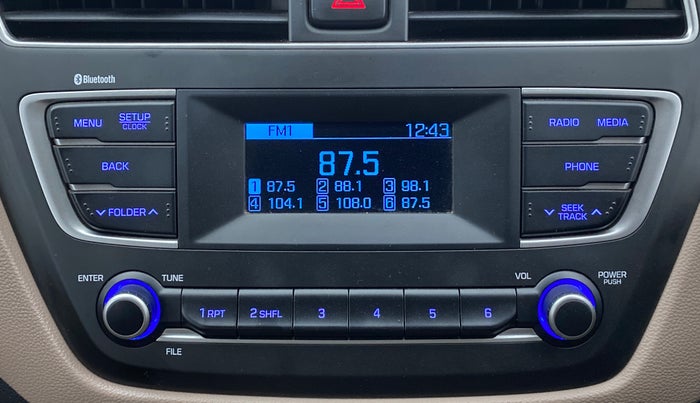 Bluetooth
MENU SETUP CLOCK
BACK
FOLDER
FM1 12:43
87.5
1 87.5 2 88.1 3 98.1
4 104.1 5 108.0 6 87.5
RADIO MEDIA
PHONE
SEEK TRACK
ENTER TUNE
FILE
1 RPT 2 SHFL 3 4 5 6
VOL POWER PUSH